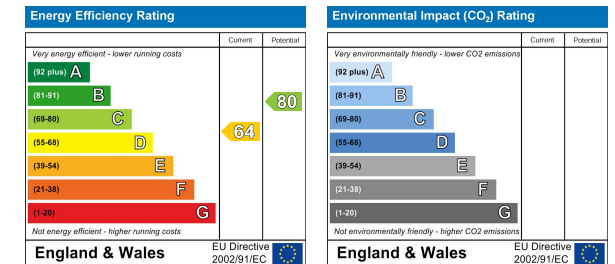 Energy Efficiency Rating
Current Potential
Very energy efficient - lower running costs
(92 plus) A
(81-91) B
(69-80) C
(55-68) D
(39-54) E
(21-38) F
(1-20) G
64
80
Not energy efficient - higher running costs
England & Wales
EU Directive
2002/91/EC
Environmental Impact (CO2) Rating
Current Potential
Very environmentally friendly - lower CO2 emissions
(92 plus) A
(81-91) B
(69-80) C
(55-68) D
(39-54) E
(21-38) F
(1-20) G
Not environmentally friendly - higher CO2 emissions
England & Wales
EU Directive
2002/91/EC